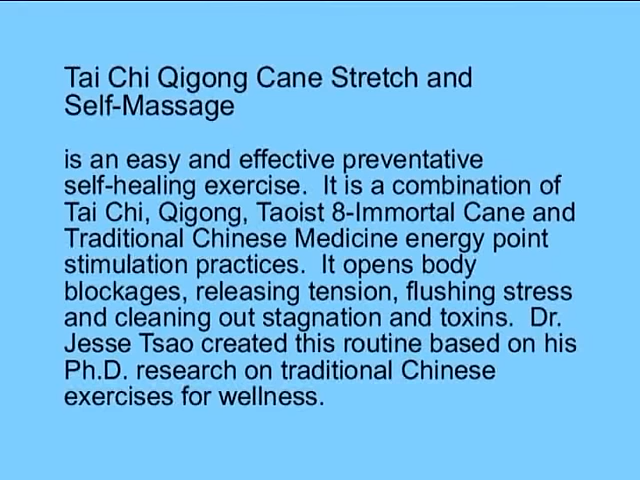 Tai Chi Qigong Cane Stretch and
Self-Massage
is an easy and effective preventative
self-healing exercise.  It is a combination of
Tai Chi, Qigong, Taoist 8-Immortal Cane and
Traditional Chinese Medicine energy point
stimulation practices.  It opens body
blockages, releasing tension, flushing stress
and cleaning out stagnation and toxins.  Dr.
Jesse Tsao created this routine based on his
Ph.D. research on traditional Chinese
exercises for wellness.